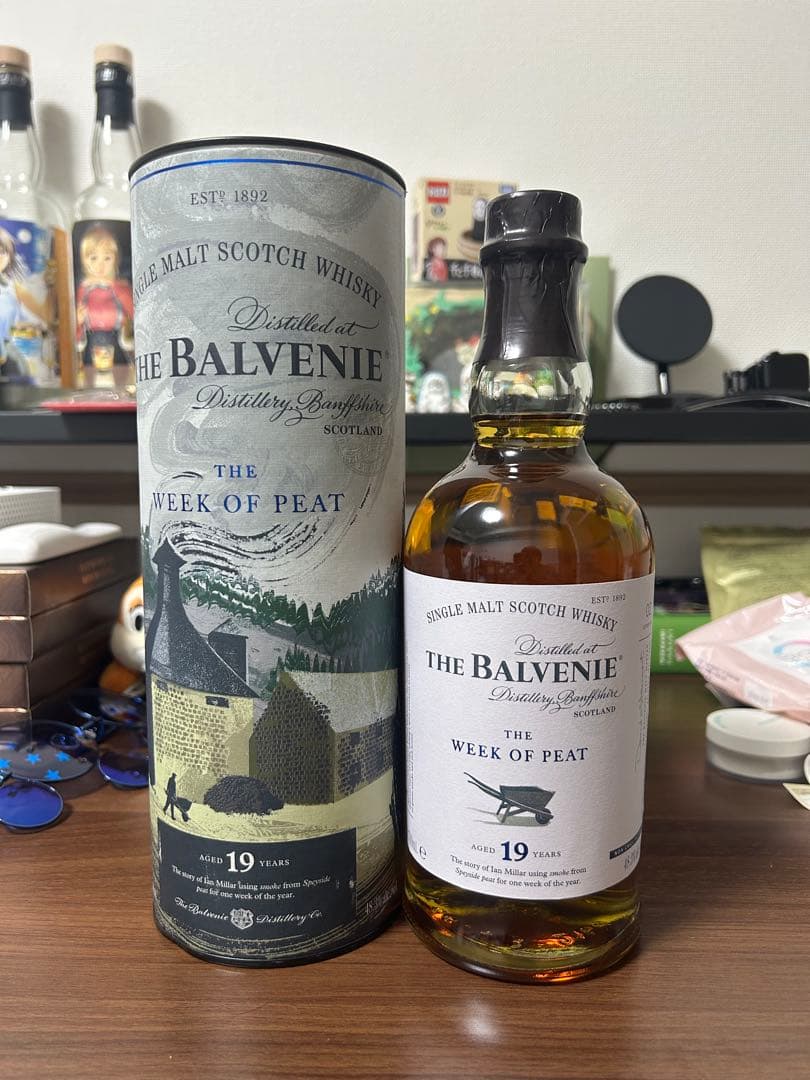 ESTD 1892
SINGLE MALT SCOTCH WHISKY
Distilled at
THE BALVENIE®
Distillery, Banffshire
SCOTLAND
THE
WEEK OF PEAT
AGED 19 YEARS
The story of Ian Millar using smoke from Speyside
peat for one week of the year.
The Balvenie Distillery Co.
ESTD 1892
SINGLE MALT SCOTCH WHISKY
Distilled at
THE BALVENIE®
Distillery, Banffshire
SCOTLAND
THE
WEEK OF PEAT
AGED 19 YEARS
The story of Ian Millar using smoke from
Speyside peat for one week of the year.